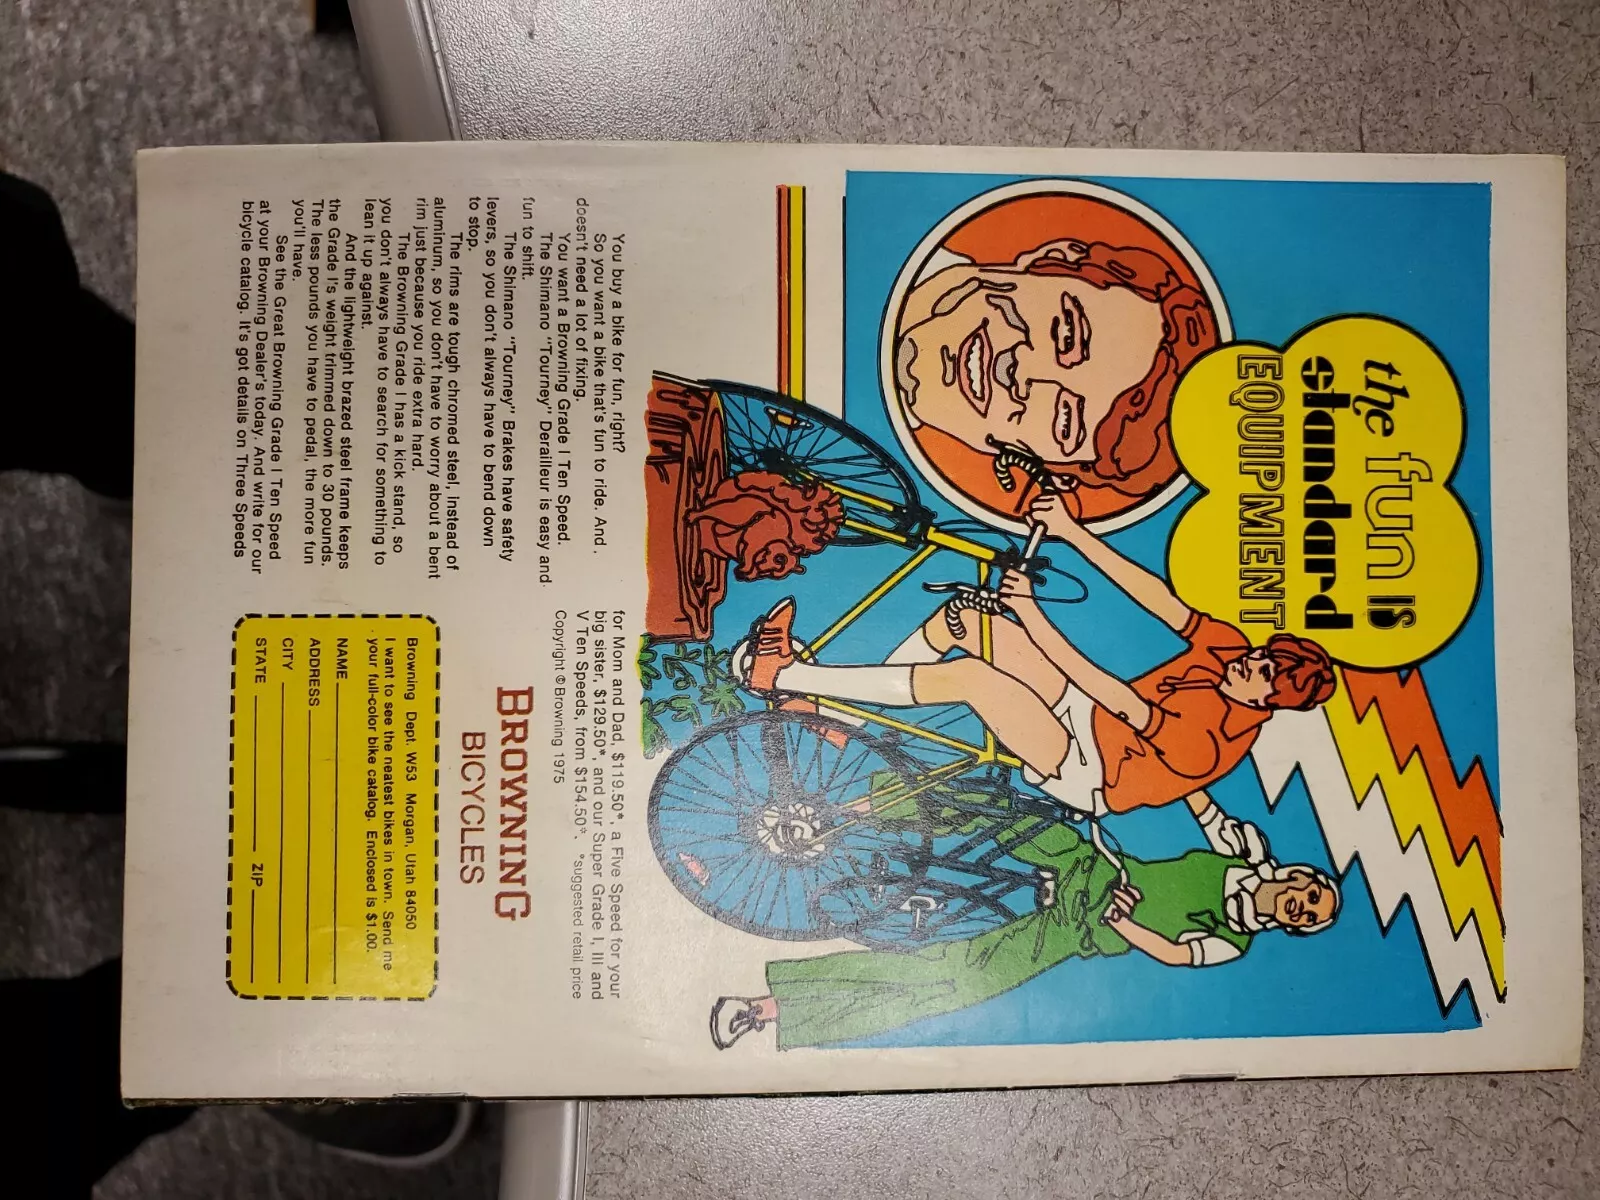 the fun is
standard
EQUIPMENT
You buy a bike for fun, right?
So you want a bike that's fun to ride. And .
doesn't need a lot of fixing.
You want a Browning Grade I Ten Speed.
The Shimano "Tourney" Derailleur is easy and
fun to shift.
The Shimano "Tourney" Brakes have safety
levers, so you don't always have to bend down
to stop.
The rims are tough chromed steel, instead of
aluminum, so you don't have to worry about a bent
rim just because you ride extra hard.
The Browning Grade I has a kick stand, so
you don't always have to search for something to
lean it up against.
And the lightweight brazed steel frame keeps
the Grade I's weight trimmed down to 30 pounds.
The less pounds you have to pedal, the more fun
you'll have.
See the Great Browning Grade I Ten Speed
at your Browning Dealer's today. And write for our
bicycle catalog. It's got details on Three Speeds
for Mom and Dad, $119.50*, a Five Speed for your
big sister, $129.50*, and our Super Grade I, III and
V Ten Speeds, from $154.50*. *suggested retail price
Copyright © Browning 1975
BROWNING
BICYCLES
Browning Dept. W53 Morgan, Utah 84050
I want to see the neatest bikes in town. Send me
your full-color bike catalog. Enclosed is $1.00.
NAME
ADDRESS
CITY
STATE ZIP